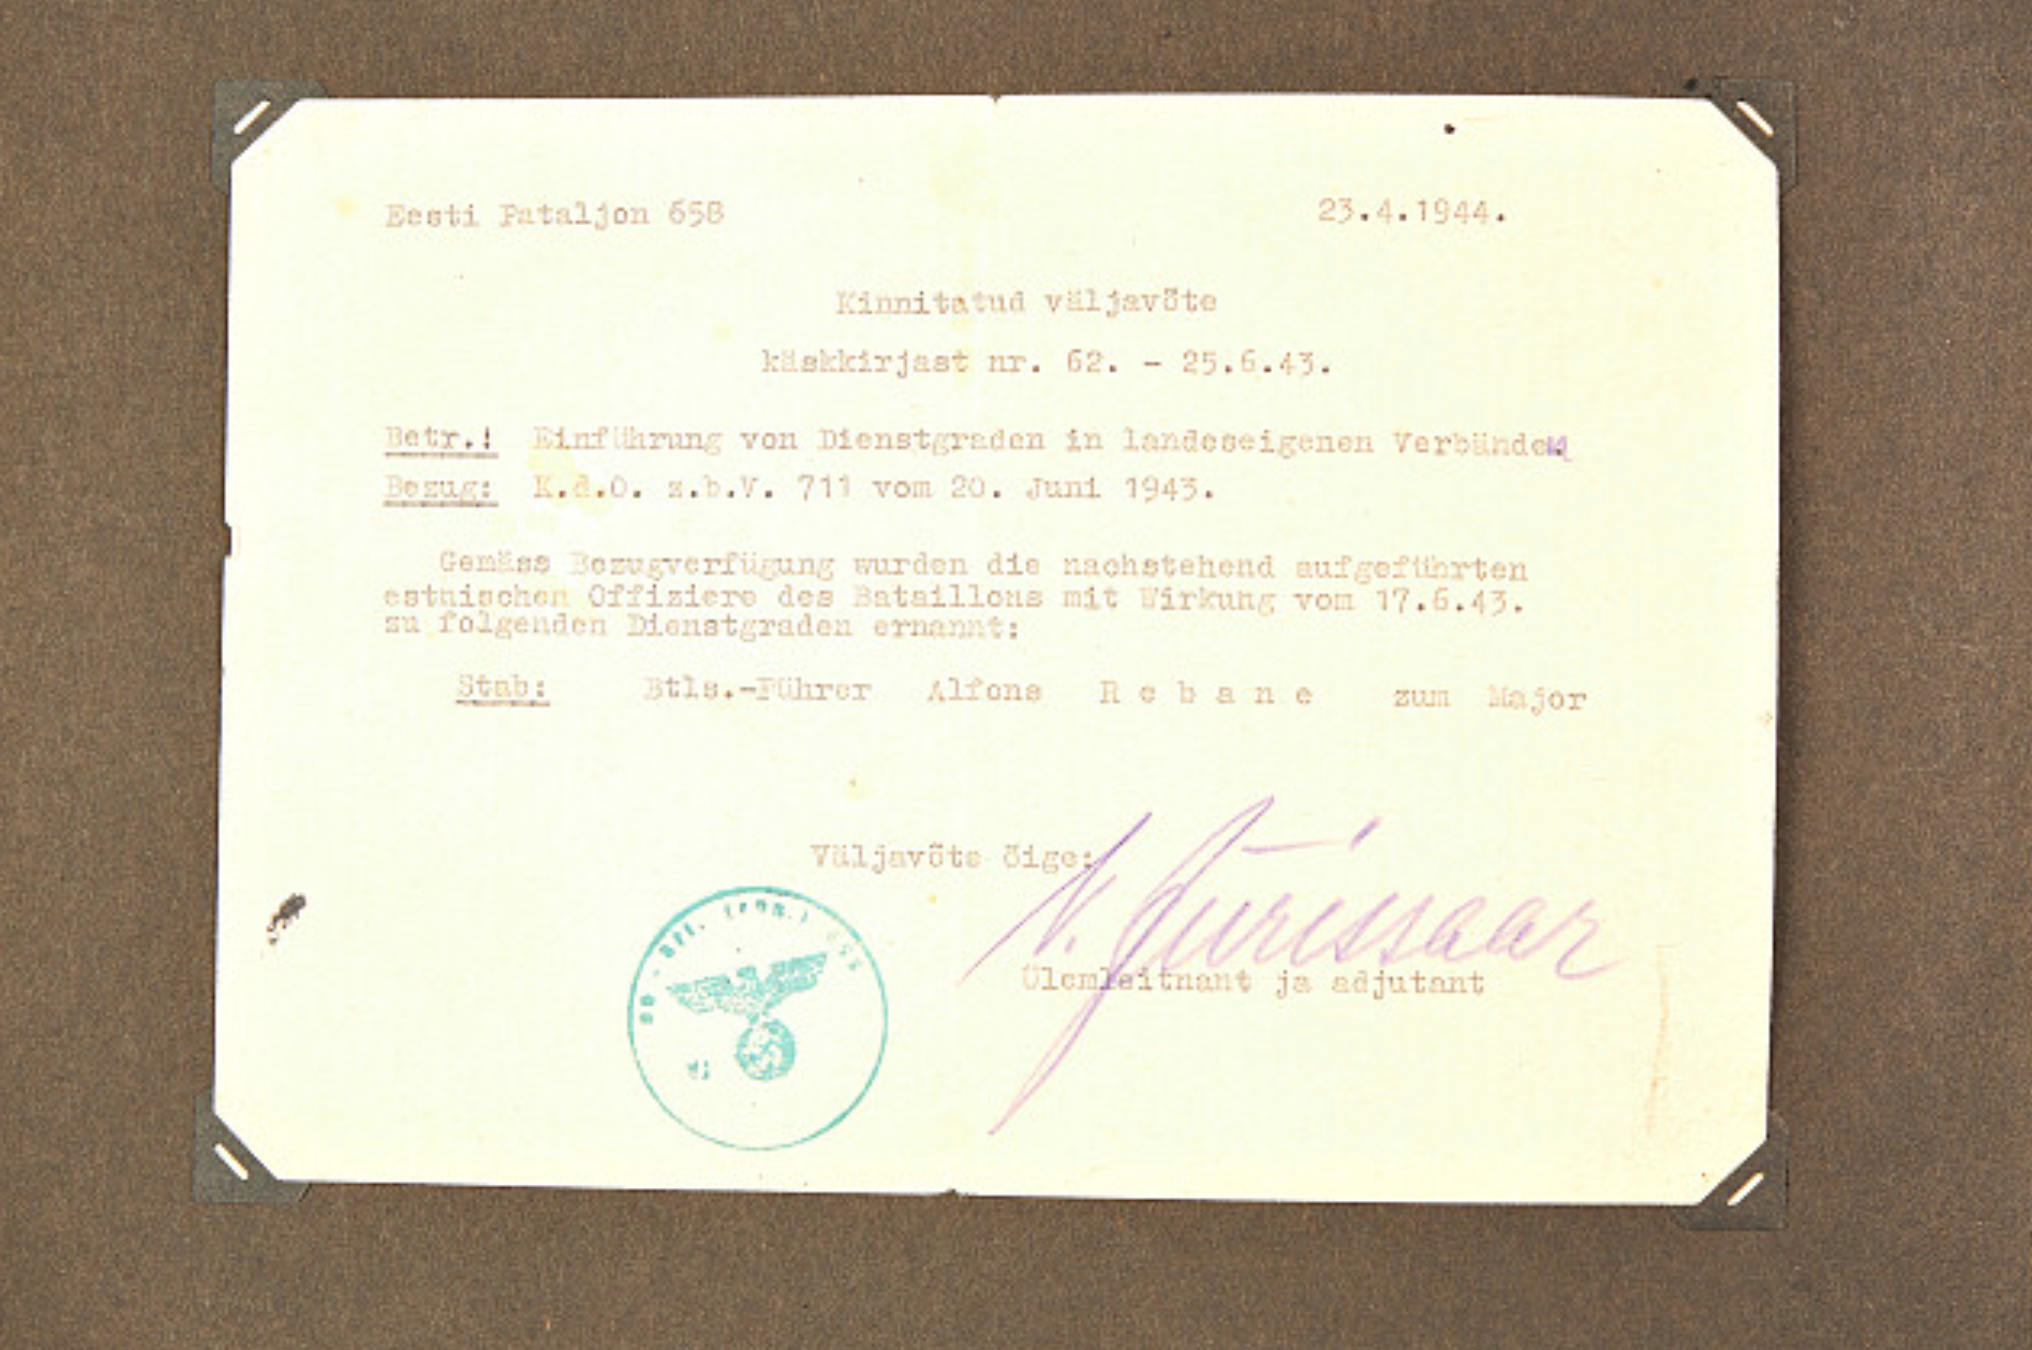 Eesti Pataljon 658
23.4.1944.
Kinnitatud väljavõte
käskkirjast nr. 62. - 25.6.43.
Betr.: Einführung von Dienstgraden in landeseigenen Verbänden
Bezug: K.d.O. z.b.V. 711 vom 20. Juni 1943.
Gemäss Bezugverfügung wurden die nachstehend aufgeführten
estnischen Offiziere des Bataillons mit Wirkung vom 17.6.43.
zu folgenden Dienstgraden ernannt:
Stab: Btls.-Führer Alfons R e b a n e zum Major
Väljavõte õige:
Ülemleitnant ja adjutant